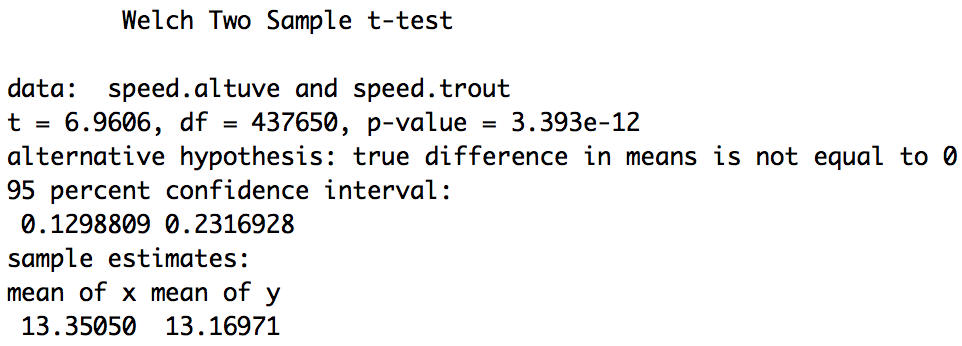 Welch Two Sample t-test
data:  speed.altuve and speed.trout
t = 6.9606, df = 437650, p-value = 3.393e-12
alternative hypothesis: true difference in means is not equal to 0
95 percent confidence interval:
 0.1298809 0.2316928
sample estimates:
mean of x mean of y
 13.35050  13.16971